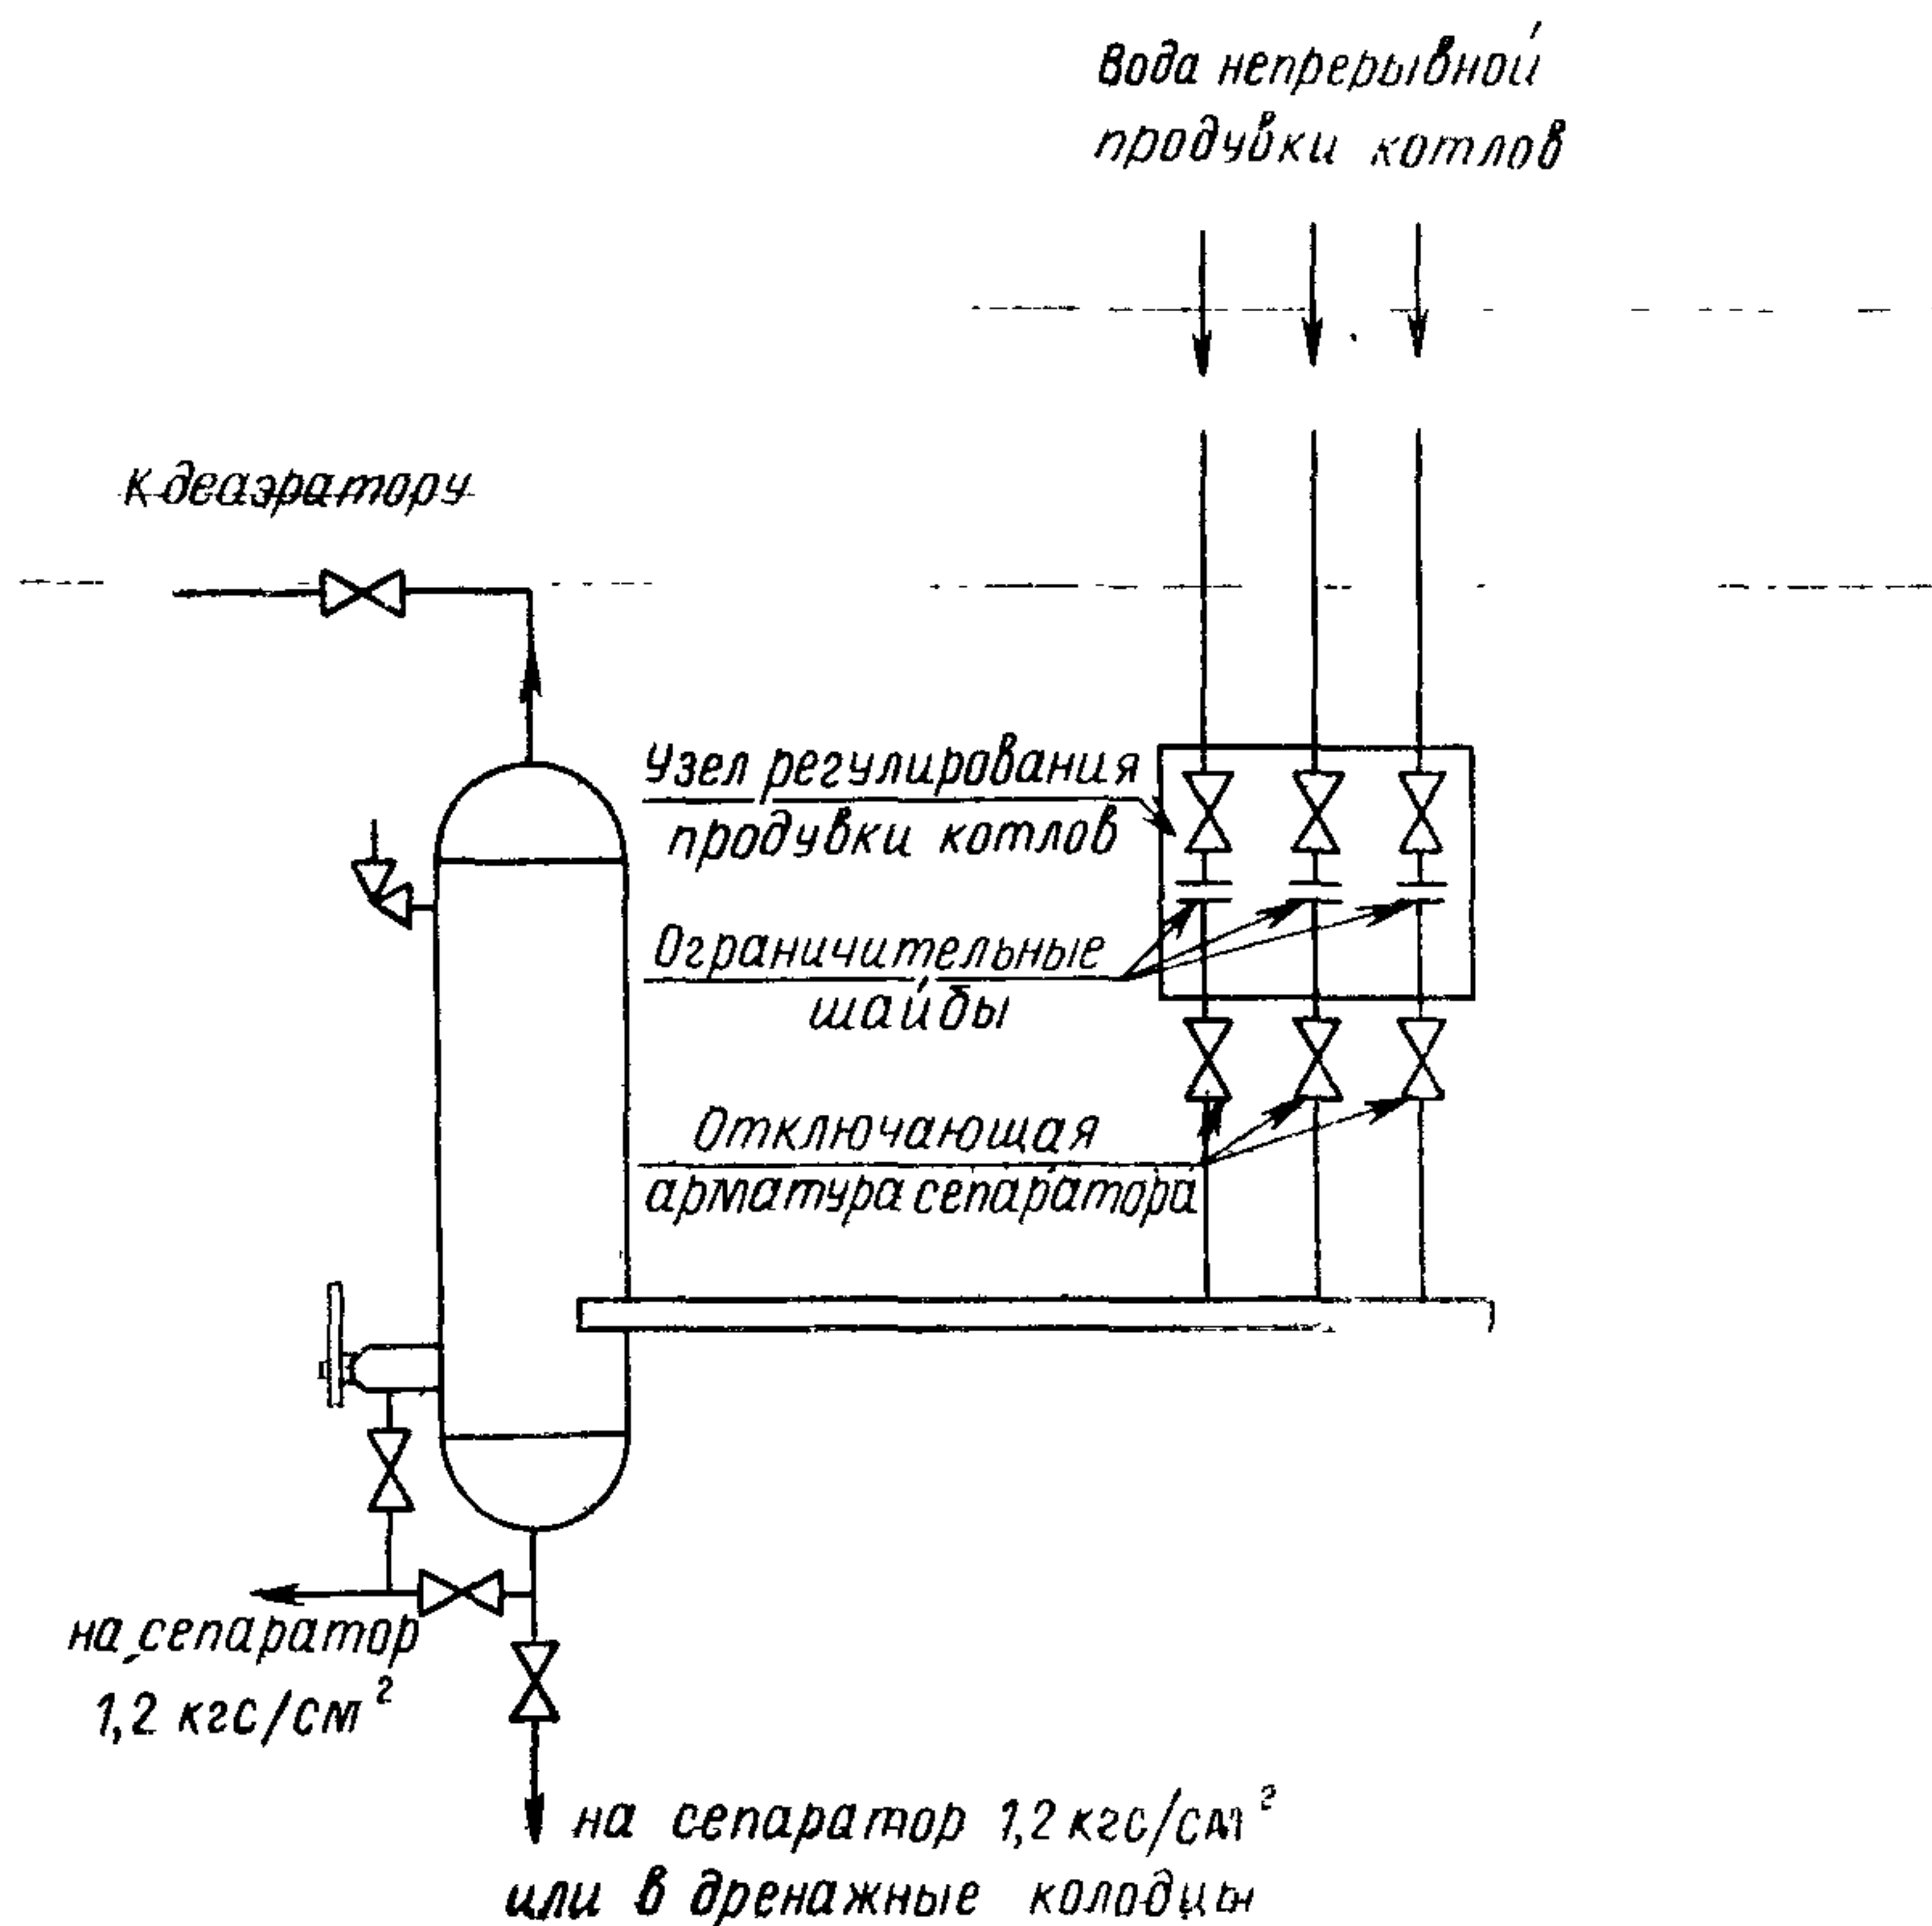 Вода непрерывной
продувки котлов
К деаэратору
Узел регулирования
продувки котлов
Ограничительные
шайбы
Отключающая
арматура сепаратора
на сепаратор
1,2 кгс/см²
на сепаратор 1,2 кгс/см²
или в дренажные колодцы